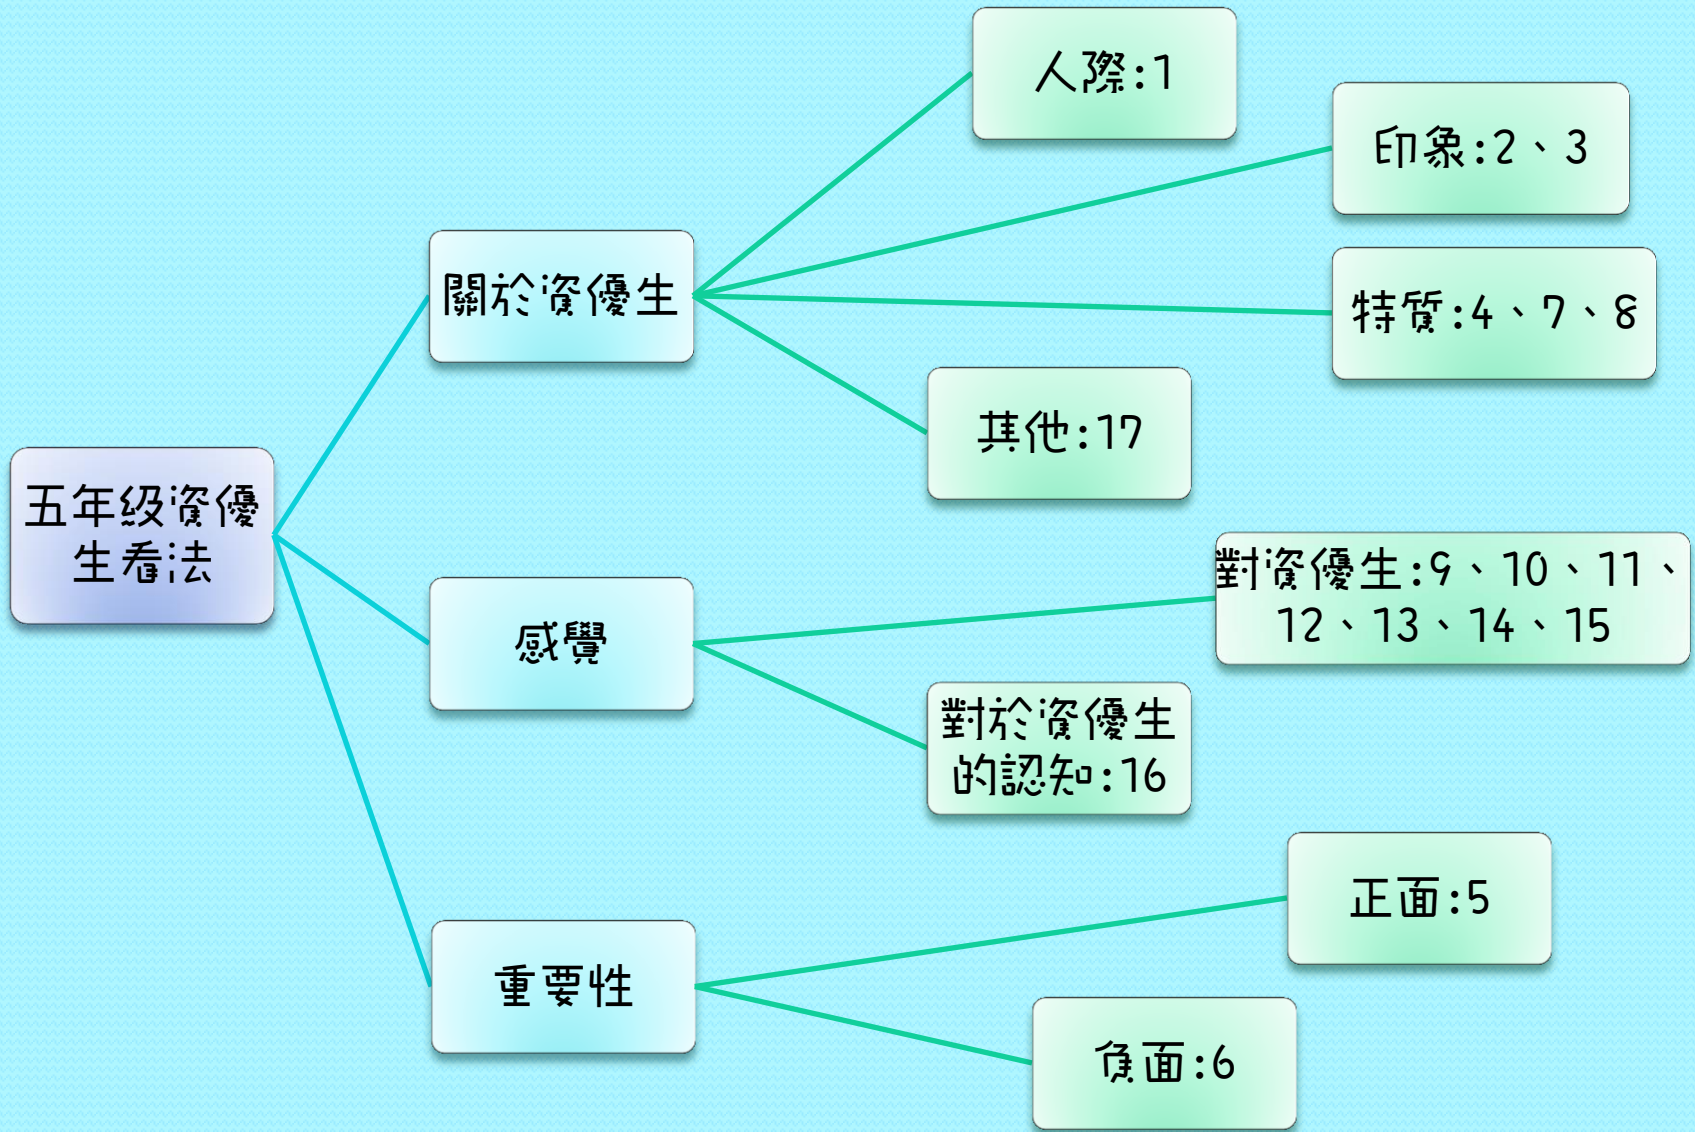 人際:1
印象:2、3
關於資優生
特質:4、7、8
其他:17
五年級資優
生看法
對資優生:9、10、11、
12、13、14、15
感覺
對於資優生
的認知:16
正面:5
重要性
負面:6